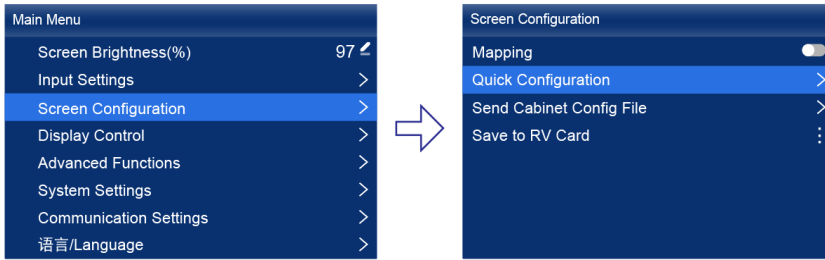 Main Menu
Screen Brightness(%) 97
Input Settings
Screen Configuration
Display Control
Advanced Functions
System Settings
Communication Settings
语言/Language
Screen Configuration
Mapping
Quick Configuration
Send Cabinet Config File
Save to RV Card